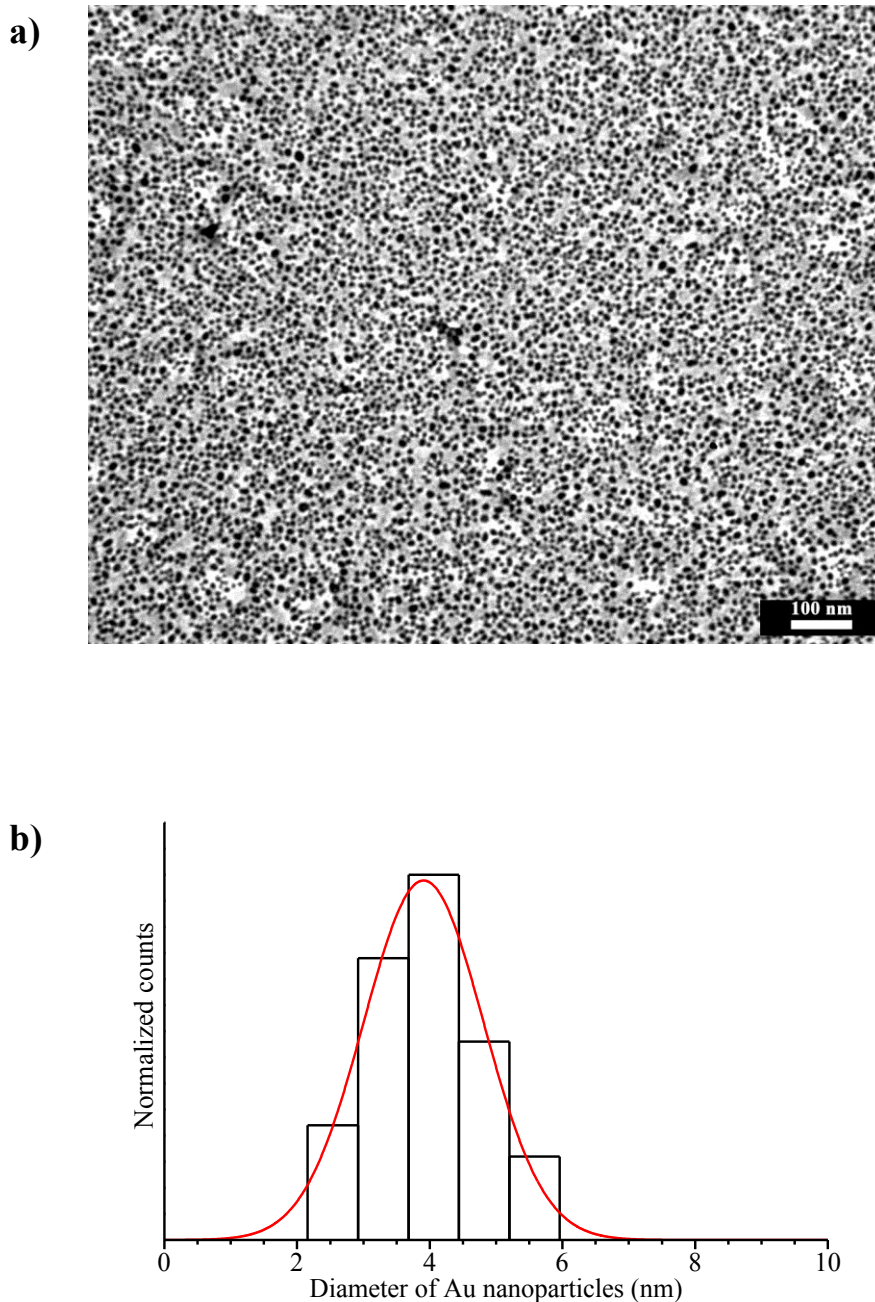 a)
100 nm
b)
Normalized counts
0 2 4 6 8 10
Diameter of Au nanoparticles (nm)